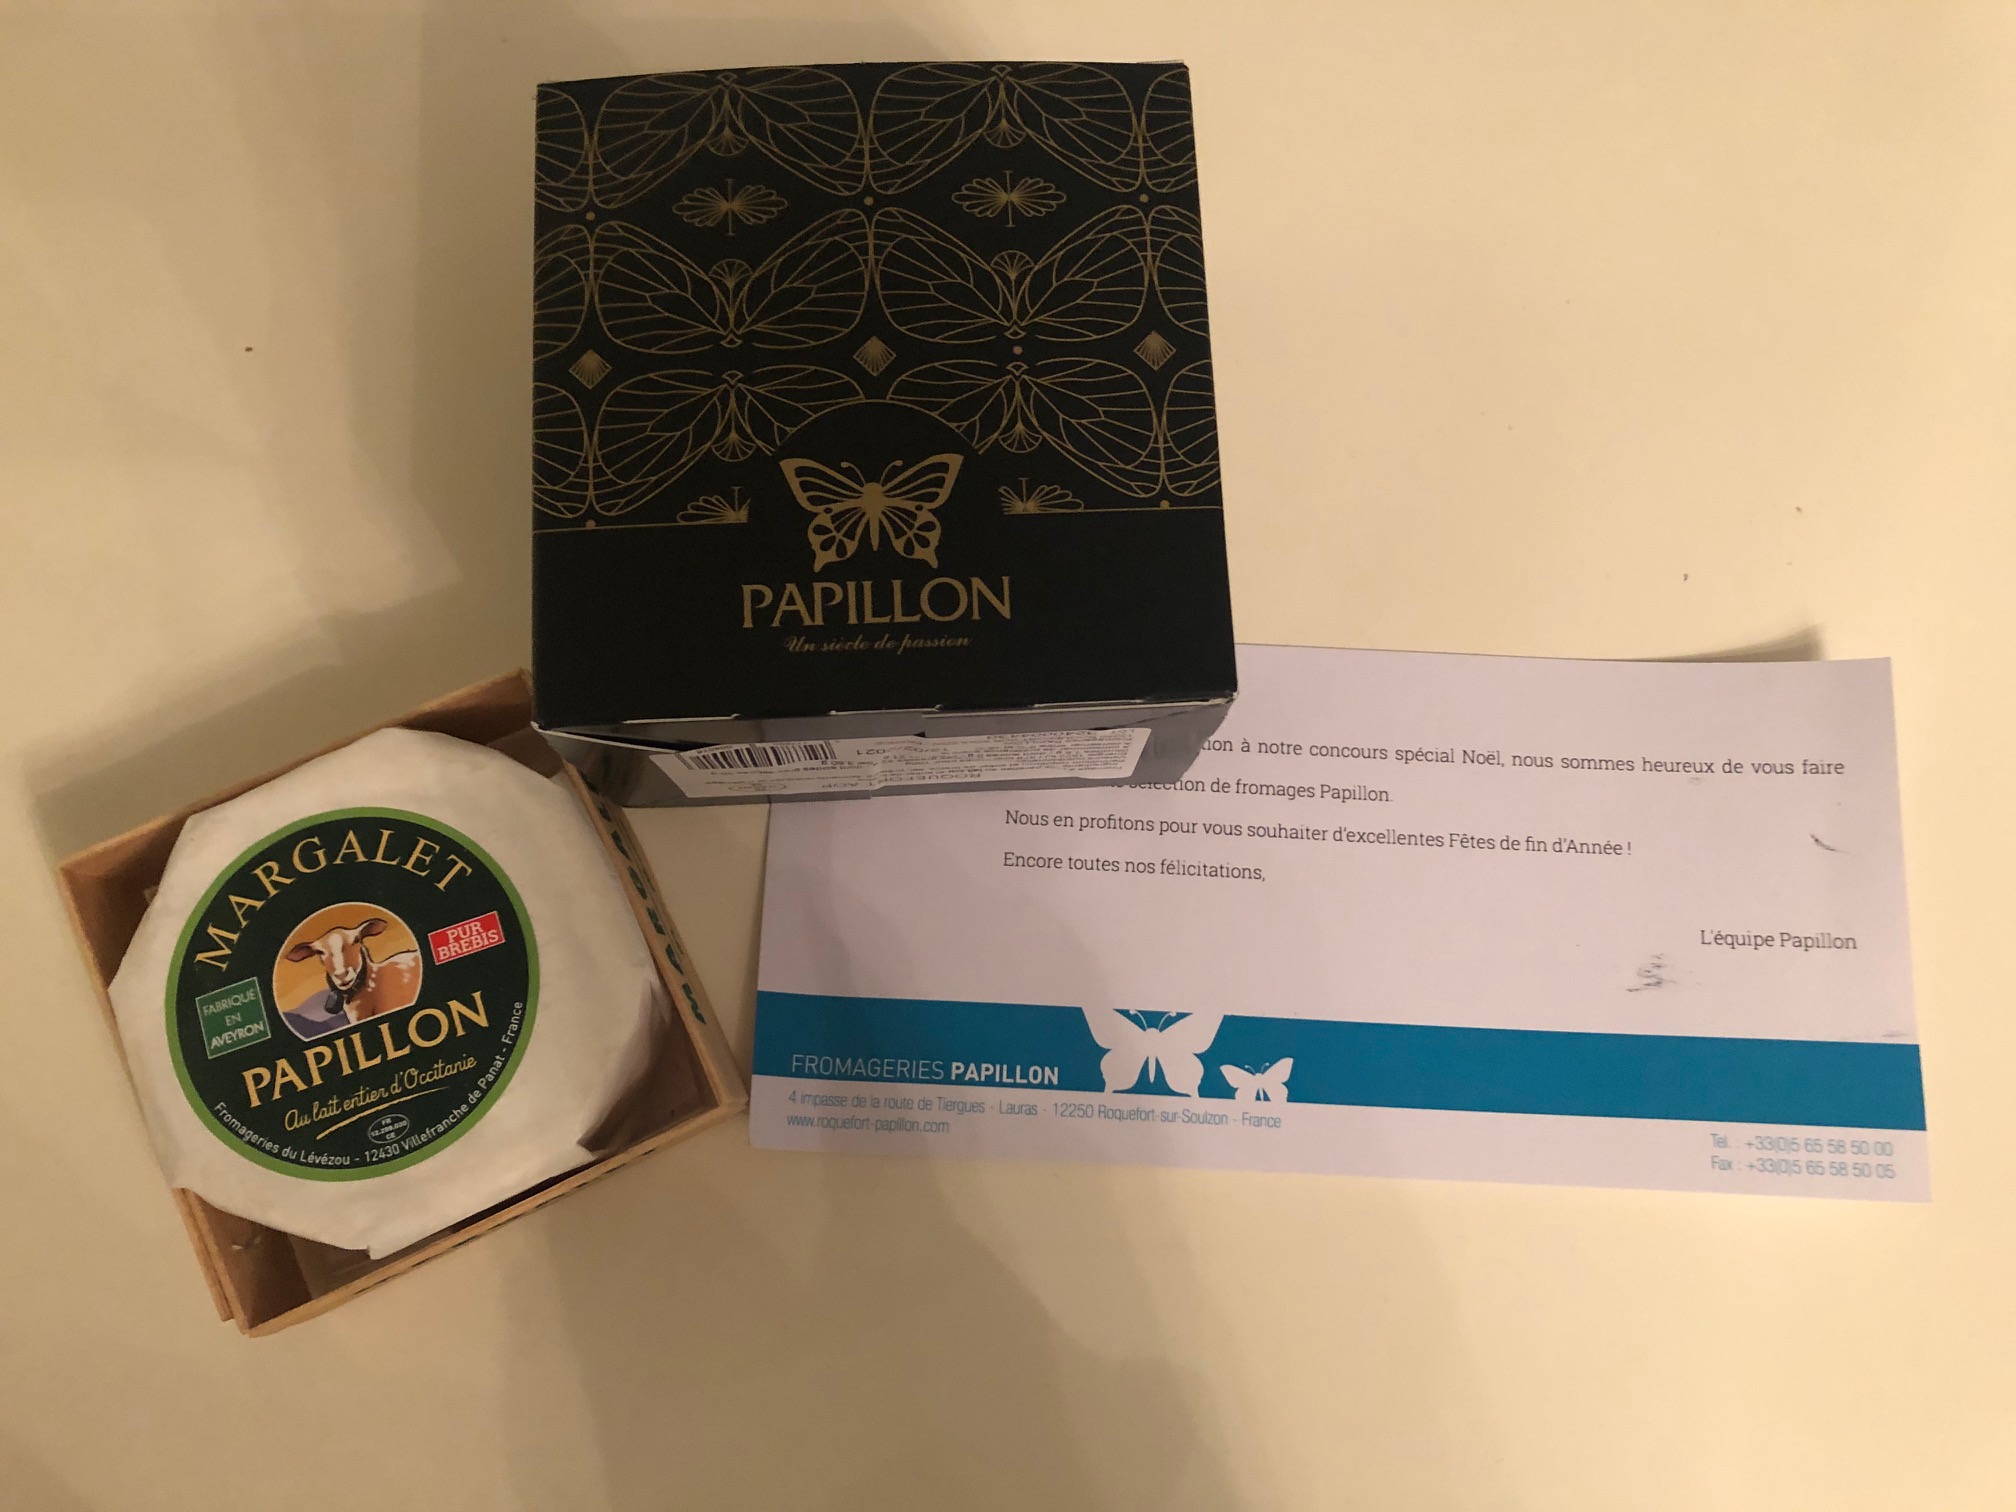 PAPILLON
Un siècle de passion
ROQUEFORT AOP
MARGALET
PUR
BREBIS
FABRIQUÉ
EN
AVEYRON
PAPILLON
Au lait entier d'Occitanie
Fromageries du Lévézou - 12430 Villefranche de Panat - France
à notre concours spécial Noël, nous sommes heureux de vous faire
de fromages Papillon.
Nous en profitons pour vous souhaiter d'excellentes Fêtes de fin d'Année !
Encore toutes nos félicitations,
L'équipe Papillon
FROMAGERIES PAPILLON
4 impasse de la route de Tiergues - Lauras - 12250 Roquefort-sur-Soulzon - France
www.roquefort-papillon.com
Tel. : +33(0)5 65 58 50 00
Fax : +33(0)5 65 58 50 05